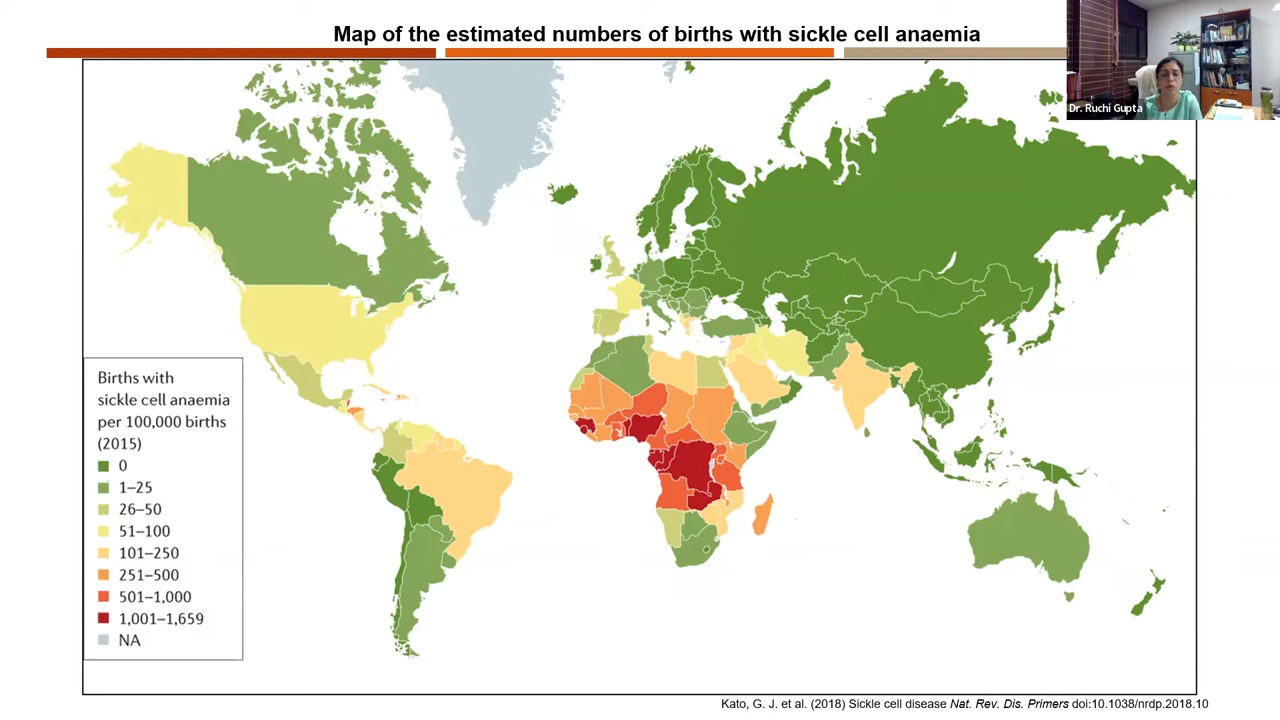 Map of the estimated numbers of births with sickle cell anaemia
Dr. Ruchi Gupta
Births with
sickle cell anaemia
per 100,000 births
(2015)
0
1–25
26–50
51–100
101–250
251–500
501–1,000
1,001–1,659
NA
Kato, G. J. et al. (2018) Sickle cell disease Nat. Rev. Dis. Primers doi:10.1038/nrdp.2018.10